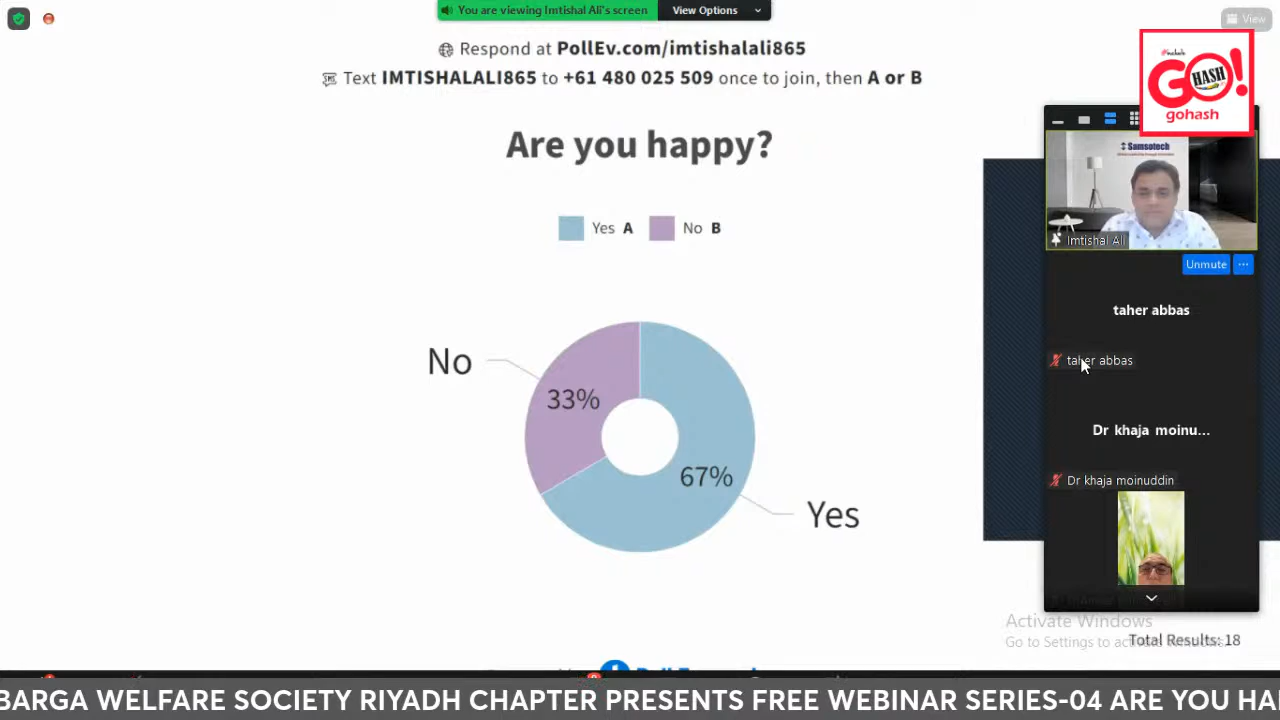 You are viewing Imtishal Ali's screen
View Options
View
Respond at PollEv.com/imtishalali865
Text IMTISHALALI865 to +61 480 025 509 once to join, then A or B
GO!
HASH
gohash
Are you happy?
Samsotech
Yes A
No B
Imtishal Ali
Unmute
taher abbas
taher abbas
No
33%
67%
Yes
Dr khaja moinu...
Dr khaja moinuddin
Activate Windows
Go to Settings to activate Windows.
Total Results: 18
BARGA WELFARE SOCIETY RIYADH CHAPTER PRESENTS FREE WEBINAR SERIES-04 ARE YOU HA